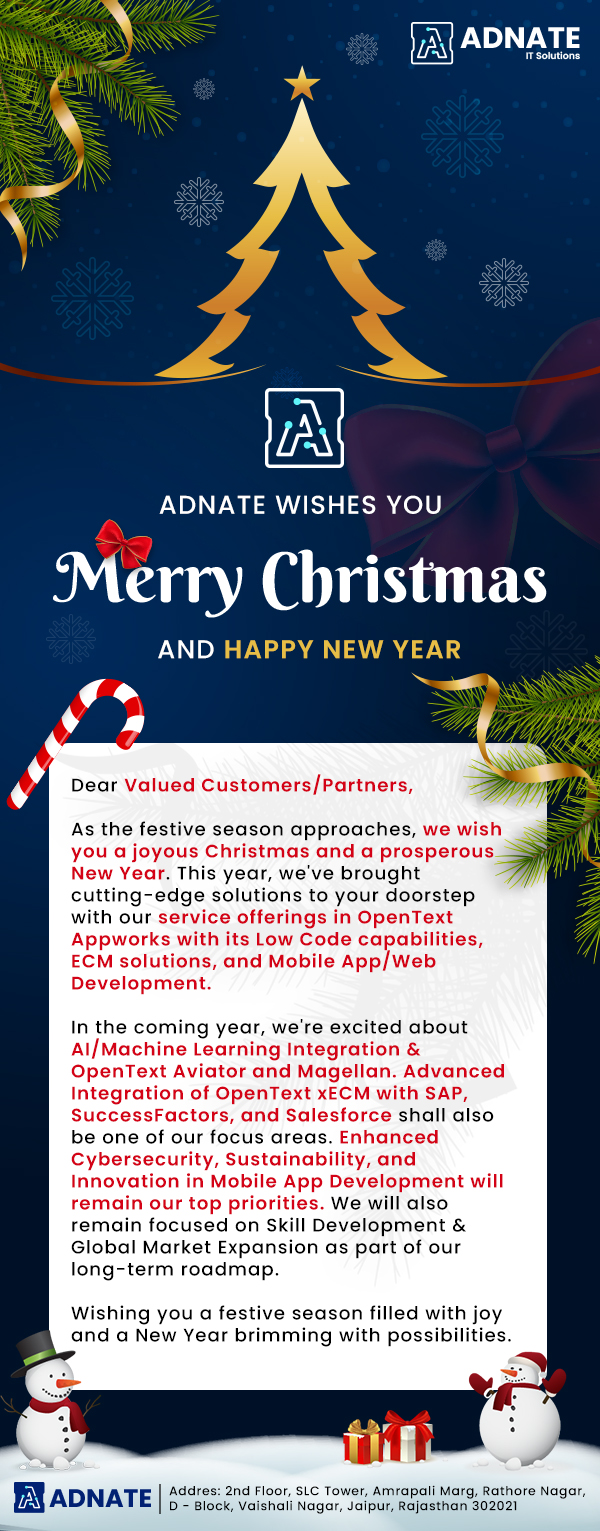 ADNATE
IT Solutions
ADNATE WISHES YOU
Merry Christmas
AND HAPPY NEW YEAR
Dear Valued Customers/Partners,
As the festive season approaches, we wish
you a joyous Christmas and a prosperous
New Year. This year, we've brought
cutting-edge solutions to your doorstep
with our service offerings in OpenText
Appworks with its Low Code capabilities,
ECM solutions, and Mobile App/Web
Development.
In the coming year, we're excited about
AI/Machine Learning Integration &
OpenText Aviator and Magellan. Advanced
Integration of OpenText xECM with SAP,
SuccessFactors, and Salesforce shall also
be one of our focus areas. Enhanced
Cybersecurity, Sustainability, and
Innovation in Mobile App Development will
remain our top priorities. We will also
remain focused on Skill Development &
Global Market Expansion as part of our
long-term roadmap.
Wishing you a festive season filled with joy
and a New Year brimming with possibilities.
ADNATE
Addres: 2nd Floor, SLC Tower, Amrapali Marg, Rathore Nagar,
D - Block, Vaishali Nagar, Jaipur, Rajasthan 302021